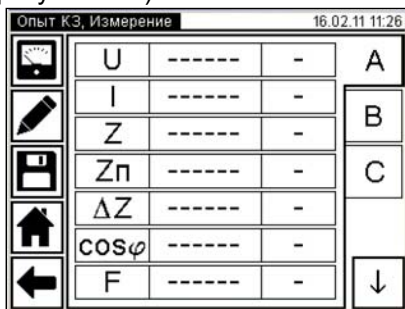 Опыт КЗ, Измерение 16.02.11 11:26
U ------ - A
I ------ -
Z ------ - B
Zп ------ - C
ΔZ ------ -
cosφ ------ -
F ------ - ↓